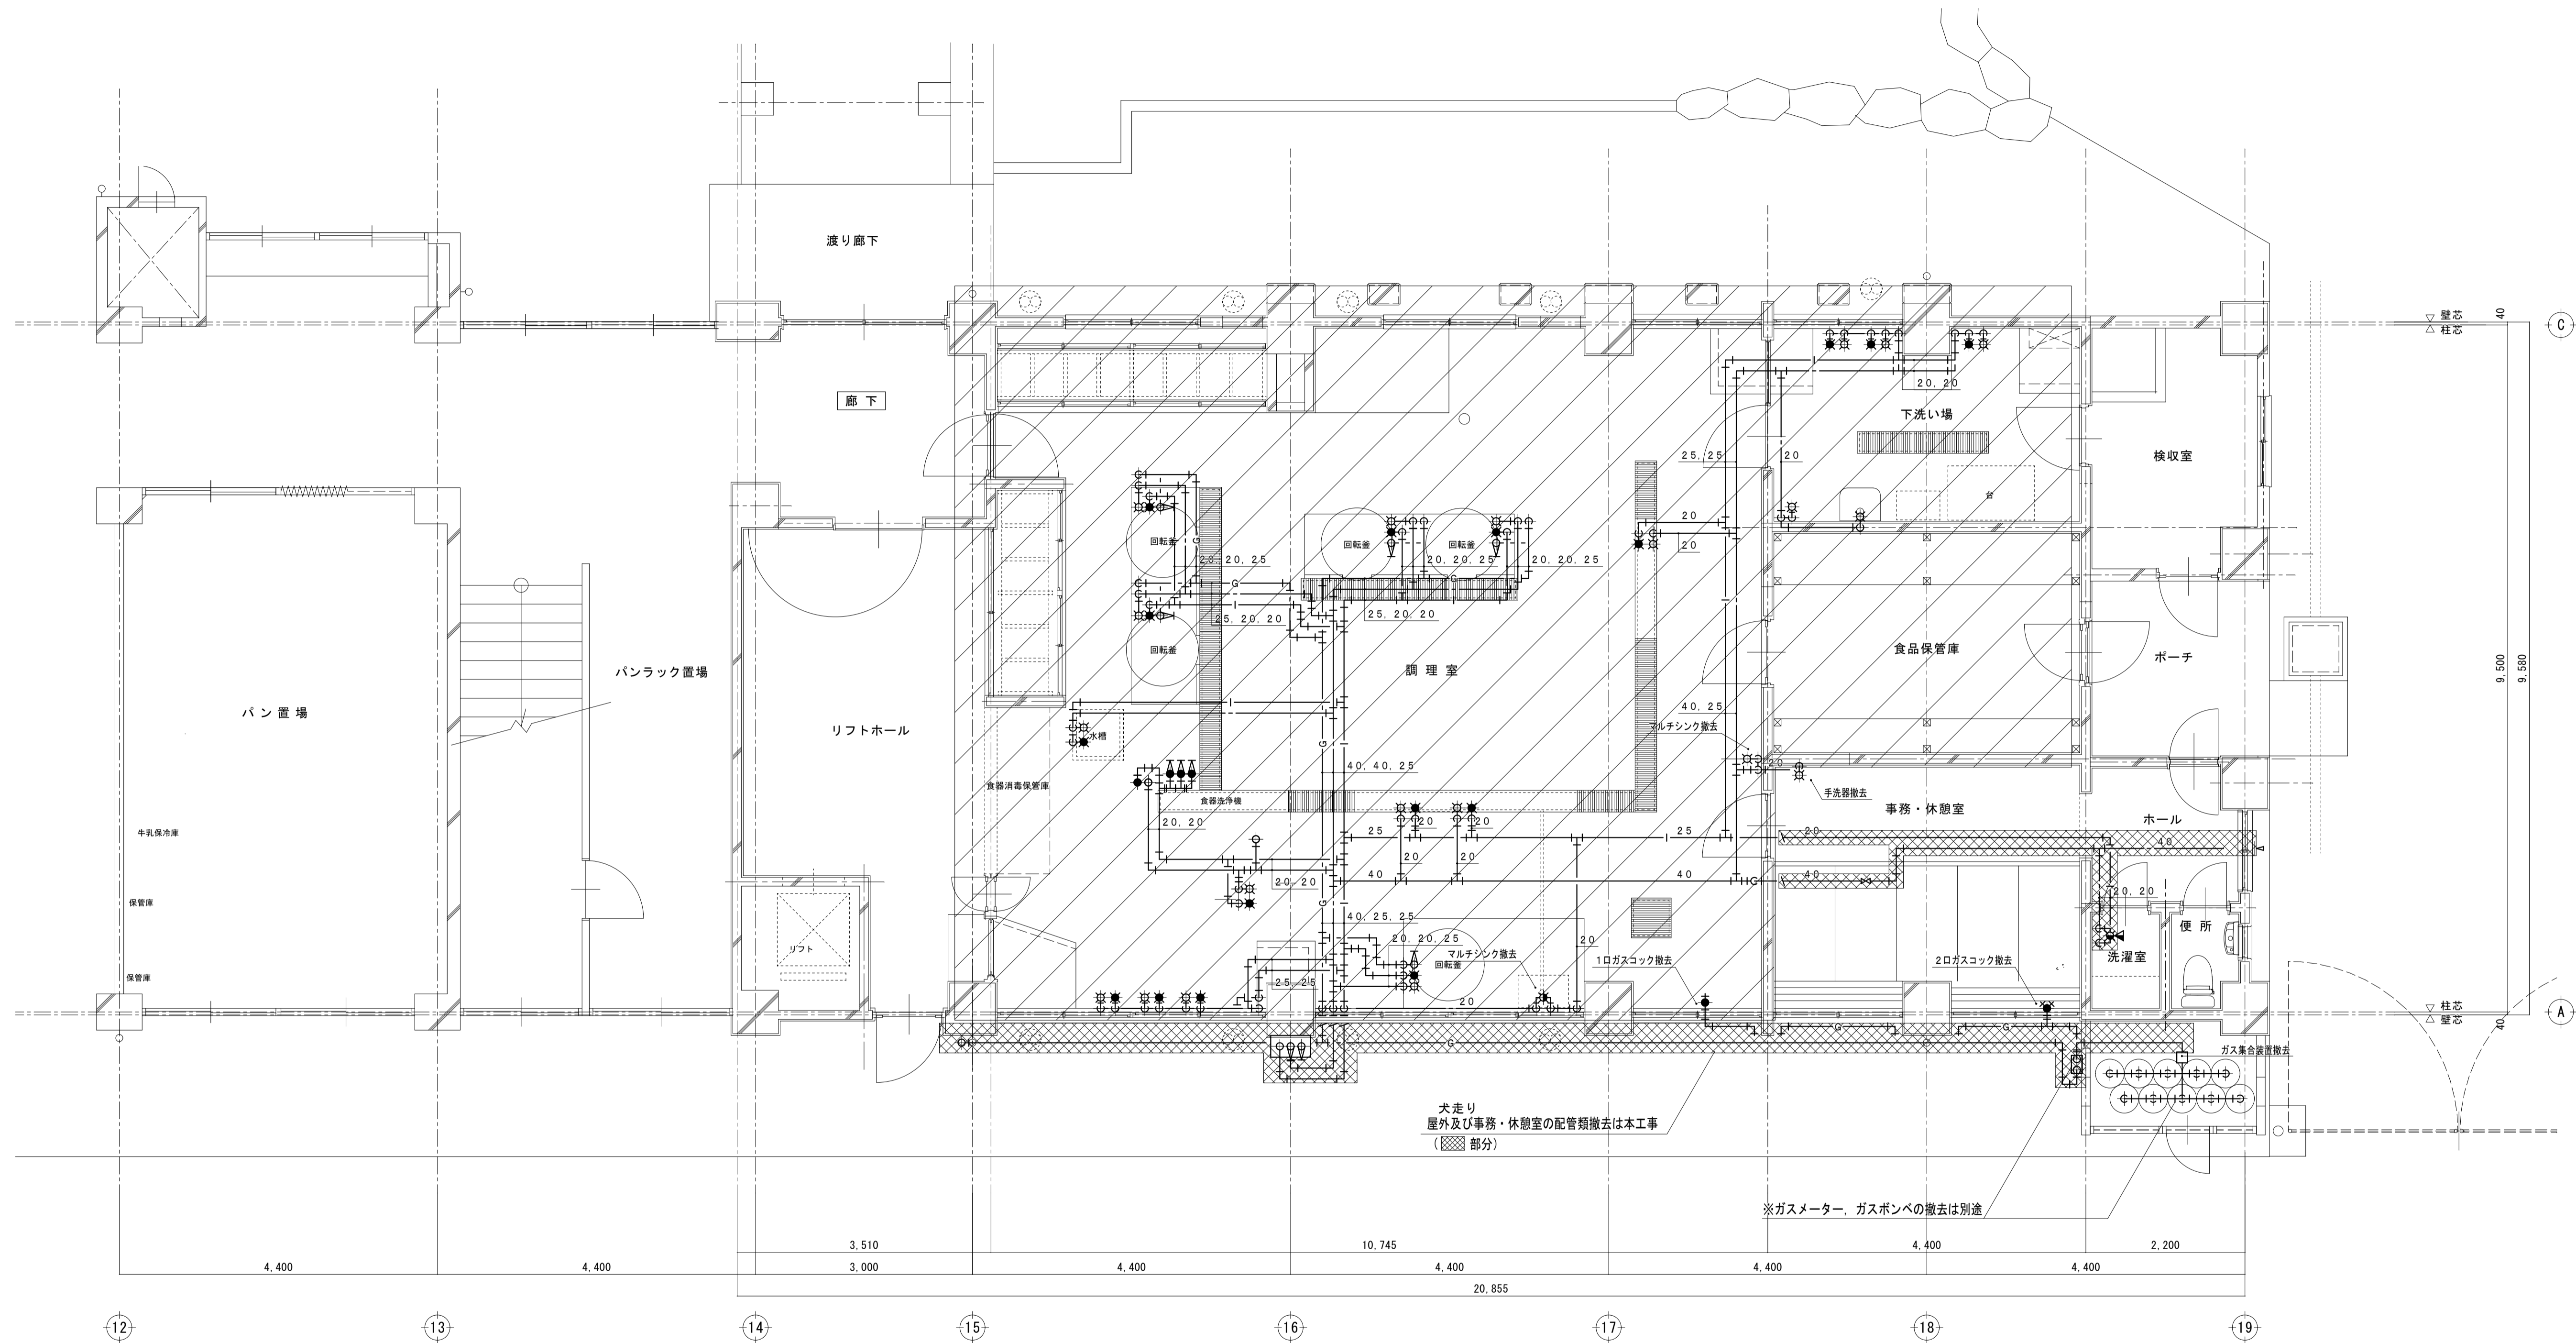 渡り廊下
廊 下
壁芯
柱芯
40
C
20, 20
下洗い場
25, 25
20
検収室
台
20
20
回転釜
回転釜
回転釜
20, 20, 25
20, 20, 25
20, 20, 25
G
G
G
25, 20, 20
25, 20, 20
回転釜
調 理 室
食品保管庫
ポーチ
9,500
9,580
パンラック置場
パ ン 置 場
リフトホール
水槽
40, 25
マルチシンク撤去
20
G
40, 40, 25
食器消毒保管庫
食器洗浄機
手洗器撤去
事務・休憩室
ホール
牛乳保冷庫
20, 20
25
20
20
25
20
40
20
20
40
40
G
40
20, 20
20, 20
保管庫
リフト
保管庫
G
40, 25, 25
20, 20, 25
マルチシンク撤去
回転釜
20
1口ガスコック撤去
2口ガスコック撤去
便 所
洗濯室
25, 25
20
柱芯
壁芯
40
A
G
G
G
ガス集合装置撤去
犬走り
屋外及び事務・休憩室の配管類撤去は本工事
( 部分)
※ガスメーター, ガスボンベの撤去は別途
3,510
10,745
4,400
2,200
4,400
4,400
3,000
4,400
4,400
4,400
4,400
20,855
12
13
14
15
16
17
18
19